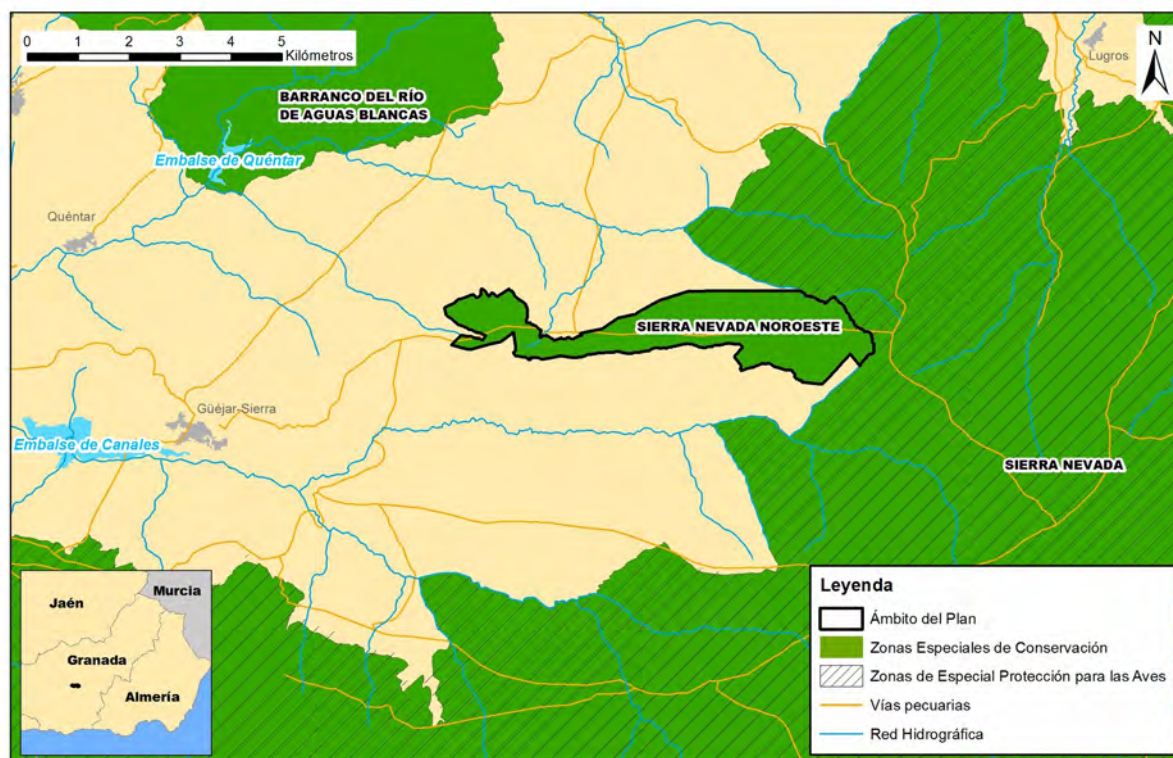 0 1 2 3 4 5
Kilómetros
N
Lugros
BARRANCO DEL RÍO
DE AGUAS BLANCAS
Embalse de Quéntar
Quéntar
SIERRA NEVADA NOROESTE
Güéjar-Sierra
Embalse de Canales
SIERRA NEVADA
Murcia
Jaén
Granada
Almería
Leyenda
Ámbito del Plan
Zonas Especiales de Conservación
Zonas de Especial Protección para las Aves
Vías pecuarias
Red Hidrográfica